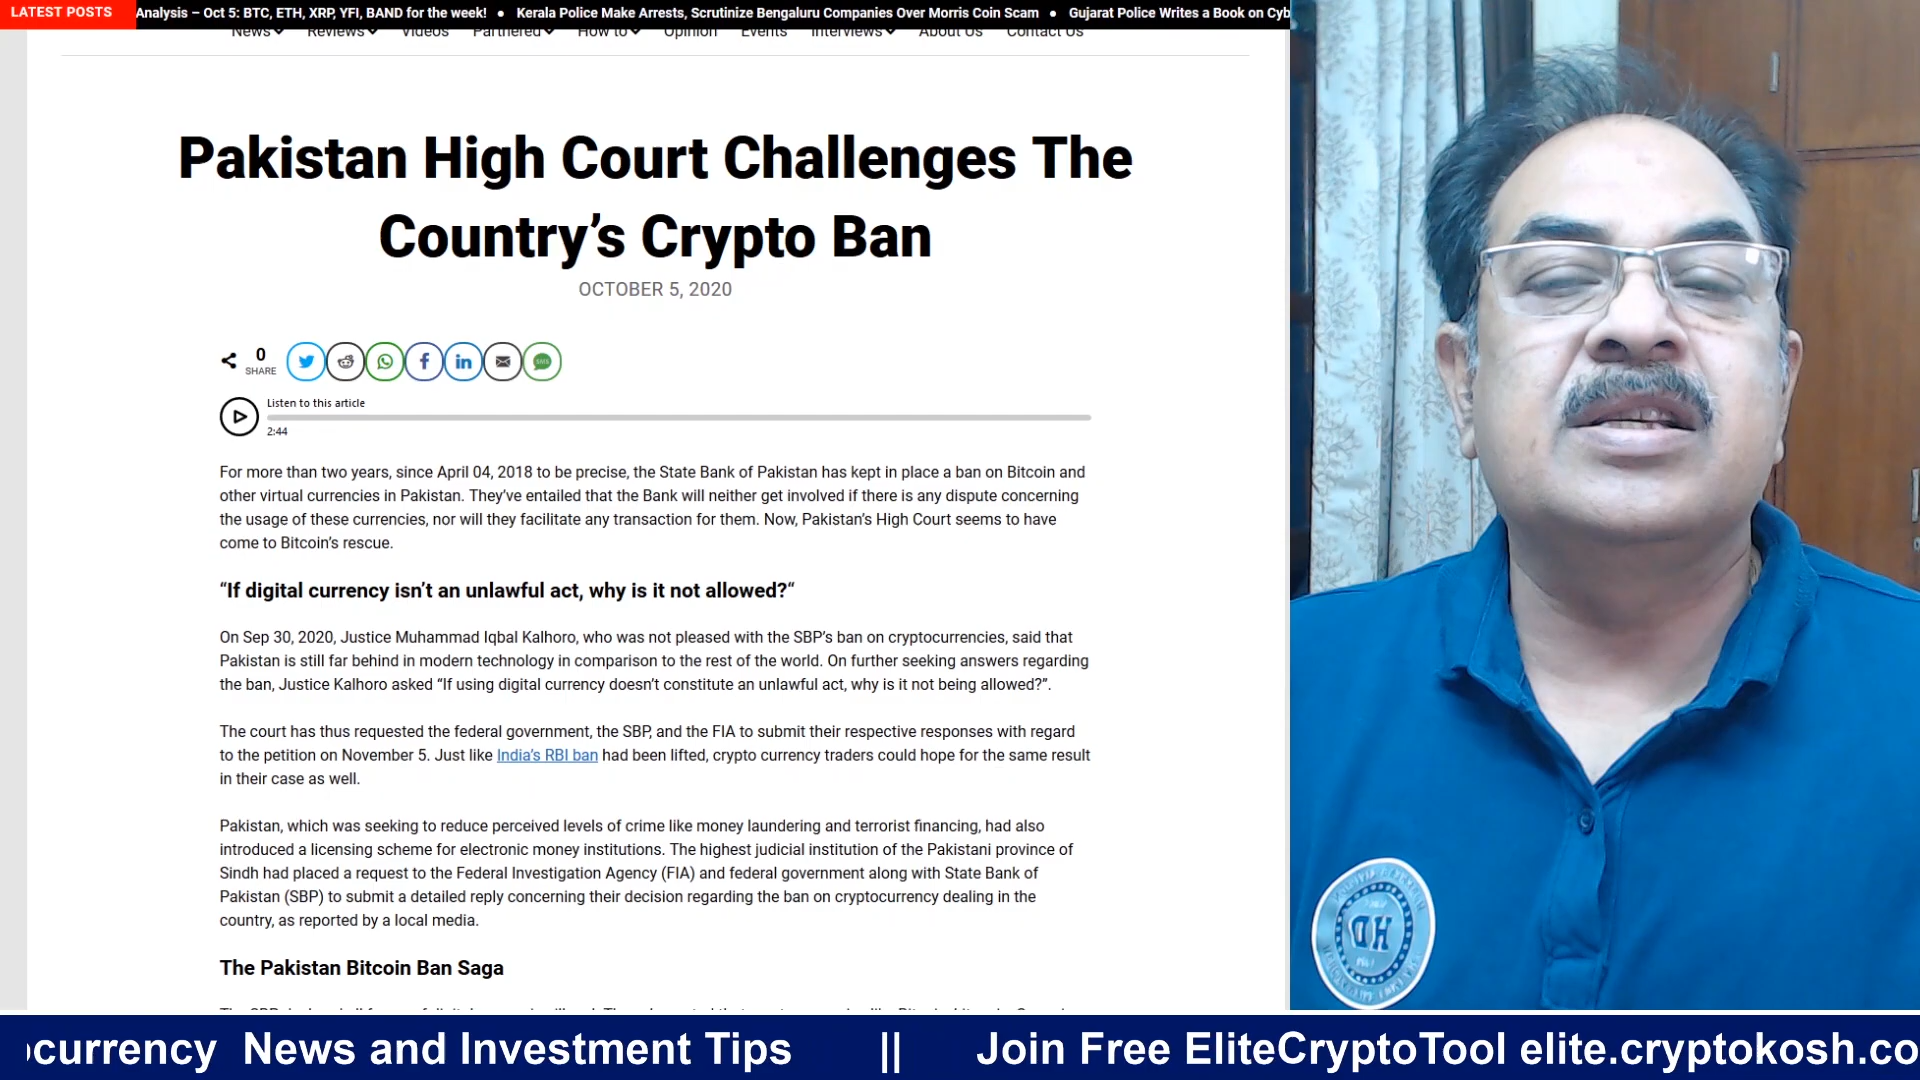 LATEST POSTS
Analysis – Oct 5: BTC, ETH, XRP, YFI, BAND for the week! • Kerala Police Make Arrests, Scrutinize Bengaluru Companies Over Morris Coin Scam • Gujarat Police Writes a Book on Cyb
News Reviews Videos Partnered How to Opinion Events Interviews About Us Contact Us
Pakistan High Court Challenges The
Country’s Crypto Ban
OCTOBER 5, 2020
0
SHARE
SMS
Listen to this article
2:44
For more than two years, since April 04, 2018 to be precise, the State Bank of Pakistan has kept in place a ban on Bitcoin and
other virtual currencies in Pakistan. They’ve entailed that the Bank will neither get involved if there is any dispute concerning
the usage of these currencies, nor will they facilitate any transaction for them. Now, Pakistan’s High Court seems to have
come to Bitcoin’s rescue.
“If digital currency isn’t an unlawful act, why is it not allowed?“
On Sep 30, 2020, Justice Muhammad Iqbal Kalhoro, who was not pleased with the SBP’s ban on cryptocurrencies, said that
Pakistan is still far behind in modern technology in comparison to the rest of the world. On further seeking answers regarding
the ban, Justice Kalhoro asked “If using digital currency doesn’t constitute an unlawful act, why is it not being allowed?”.
The court has thus requested the federal government, the SBP, and the FIA to submit their respective responses with regard
to the petition on November 5. Just like India’s RBI ban had been lifted, crypto currency traders could hope for the same result
in their case as well.
Pakistan, which was seeking to reduce perceived levels of crime like money laundering and terrorist financing, had also
introduced a licensing scheme for electronic money institutions. The highest judicial institution of the Pakistani province of
Sindh had placed a request to the Federal Investigation Agency (FIA) and federal government along with State Bank of
Pakistan (SBP) to submit a detailed reply concerning their decision regarding the ban on cryptocurrency dealing in the
country, as reported by a local media.
The Pakistan Bitcoin Ban Saga
HD
ocurrency News and Investment Tips || Join Free EliteCryptoTool elite.cryptokosh.co